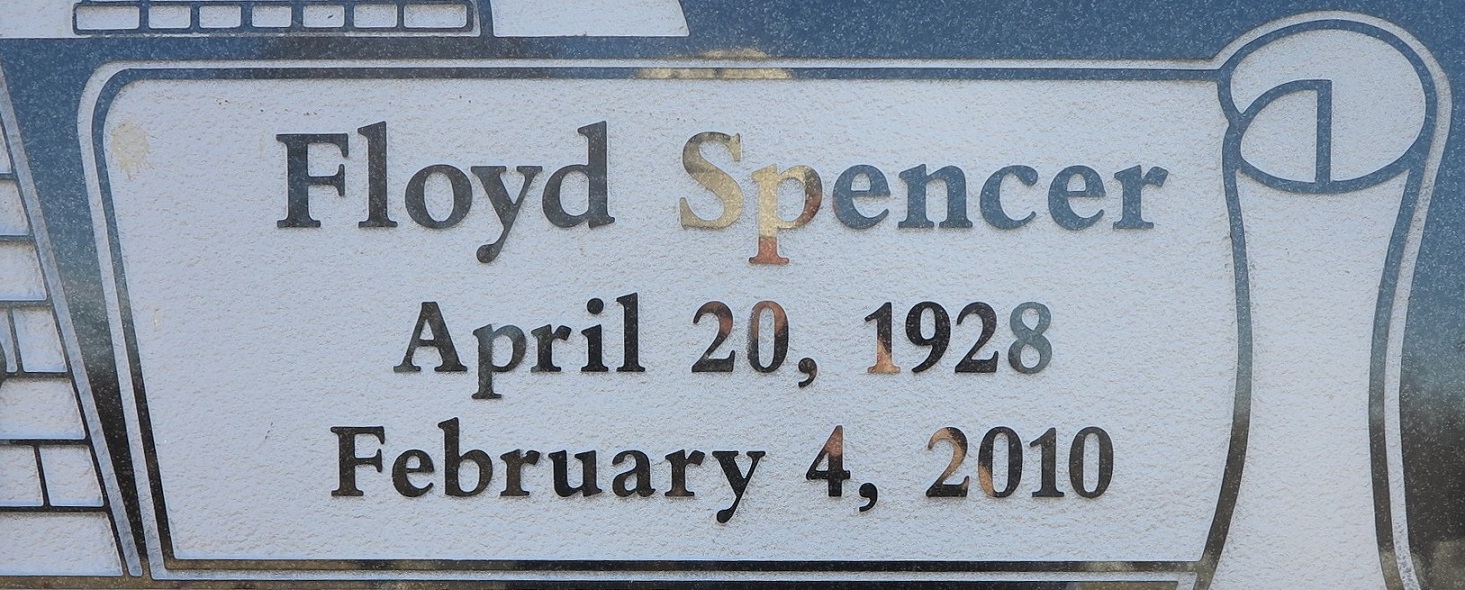 Floyd Spencer
April 20, 1928
February 4, 2010